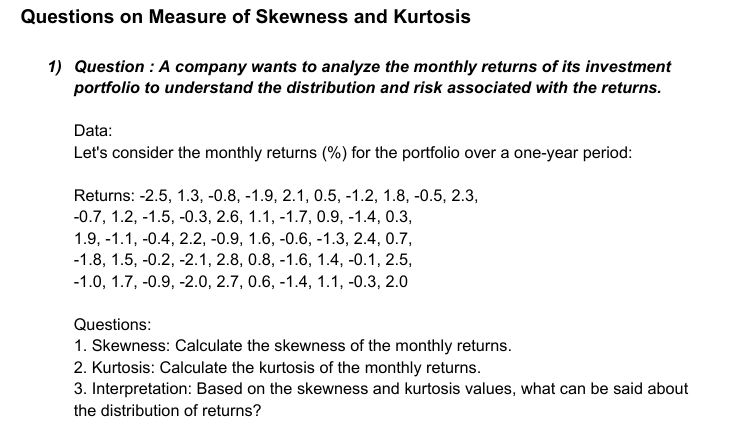 Questions on Measure of Skewness and Kurtosis
1) Question : A company wants to analyze the monthly returns of its investment
portfolio to understand the distribution and risk associated with the returns.
Data:
Let's consider the monthly returns (%) for the portfolio over a one-year period:
Returns: -2.5, 1.3, -0.8, -1.9, 2.1, 0.5, -1.2, 1.8, -0.5, 2.3,
-0.7, 1.2, -1.5, -0.3, 2.6, 1.1, -1.7, 0.9, -1.4, 0.3,
1.9, -1.1, -0.4, 2.2, -0.9, 1.6, -0.6, -1.3, 2.4, 0.7,
-1.8, 1.5, -0.2, -2.1, 2.8, 0.8, -1.6, 1.4, -0.1, 2.5,
-1.0, 1.7, -0.9, -2.0, 2.7, 0.6, -1.4, 1.1, -0.3, 2.0
Questions:
1. Skewness: Calculate the skewness of the monthly returns.
2. Kurtosis: Calculate the kurtosis of the monthly returns.
3. Interpretation: Based on the skewness and kurtosis values, what can be said about
the distribution of returns?